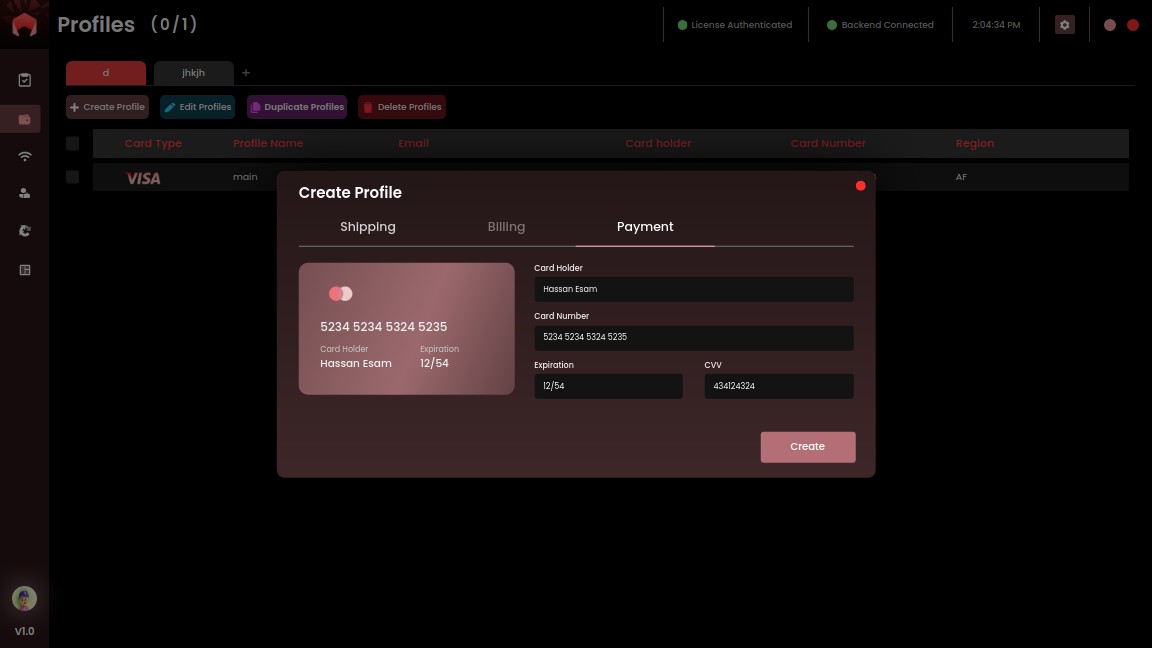 Profiles (0/1)
License Authenticated
Backend Connected
2:04:34 PM
d
jhkjh
+
+ Create Profile
Edit Profiles
Duplicate Profiles
Delete Profiles
Card Type
Profile Name
Email
Card holder
Card Number
Region
VISA
main
AF
Create Profile
Shipping
Billing
Payment
5234 5234 5324 5235
Card Holder
Expiration
Hassan Esam
12/54
Card Holder
Hassan Esam
Card Number
5234 5234 5324 5235
Expiration
CVV
12/54
434124324
Create
V1.0